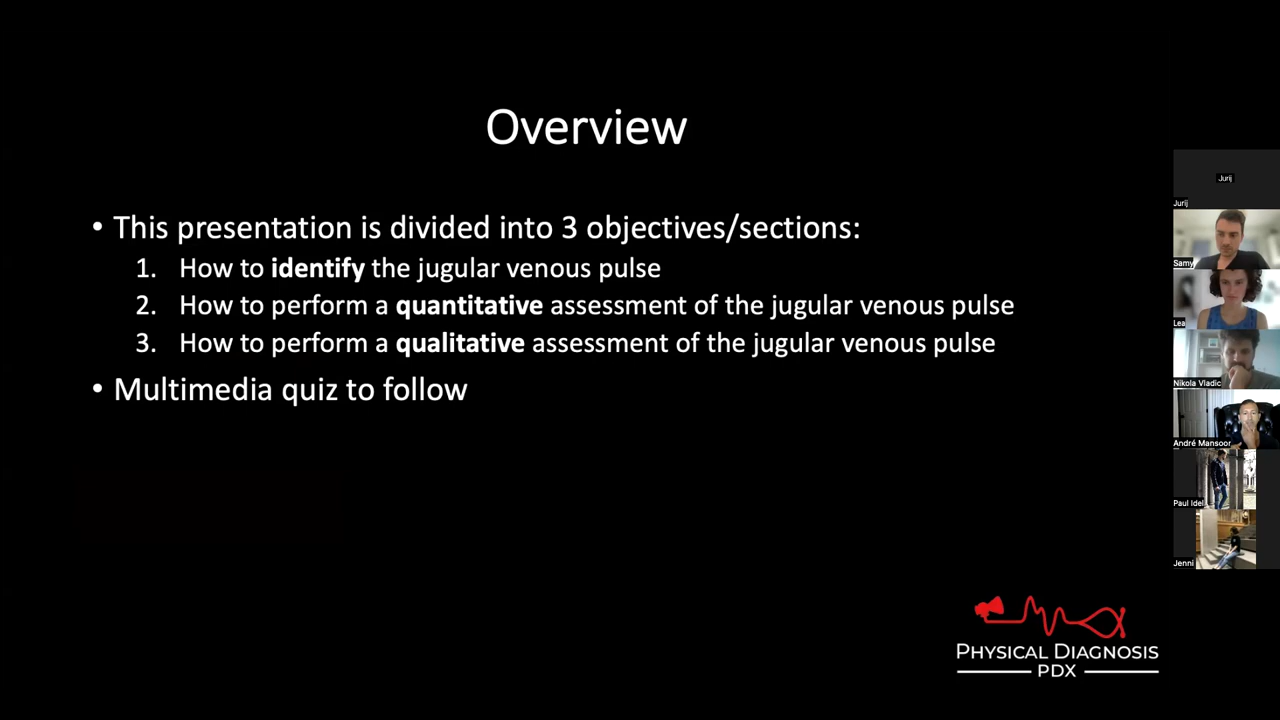 Overview
• This presentation is divided into 3 objectives/sections:
1. How to identify the jugular venous pulse
2. How to perform a quantitative assessment of the jugular venous pulse
3. How to perform a qualitative assessment of the jugular venous pulse
• Multimedia quiz to follow
Jurij
Jurij
Samy
Lea
Nikola Vladic
André Mansoor
Paul Idel
Jenni
PHYSICAL DIAGNOSIS
PDX